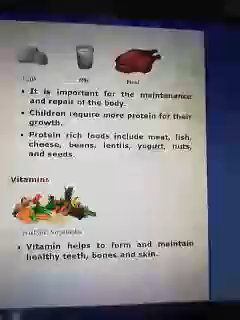 Milk
Meat
• It is important for the maintenance
and repair of the body.
• Children require more protein for their
growth.
• Protein rich foods include meat, fish,
cheese, beans, lentils, yogurt, nuts,
and seeds.
Vitamins
• Vitamin helps to form and maintain
healthy teeth, bones and skin.